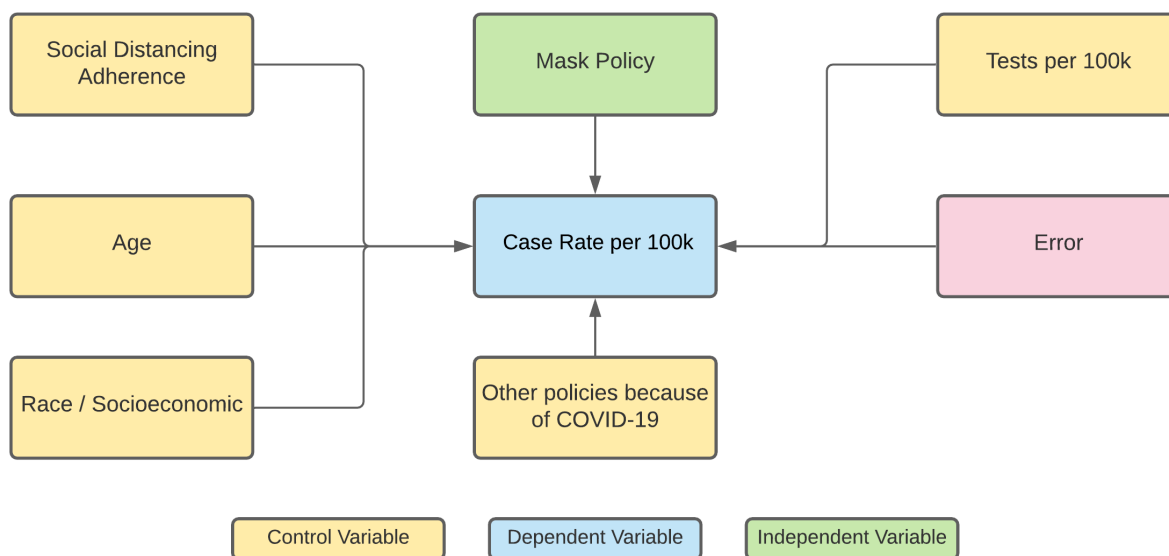 Social Distancing
Adherence
Mask Policy
Tests per 100k
Age
Case Rate per 100k
Error
Race / Socioeconomic
Other policies because
of COVID-19
Control Variable
Dependent Variable
Independent Variable